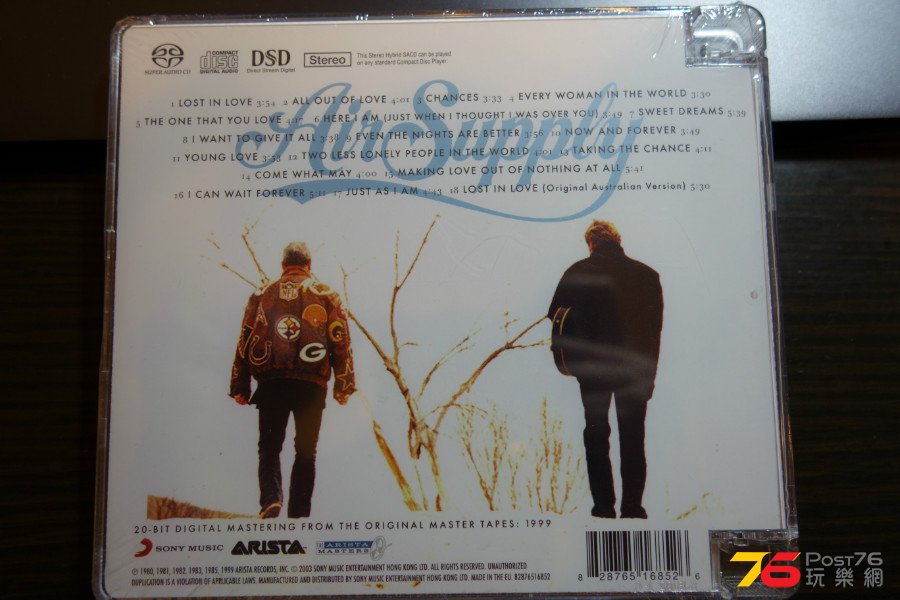 SUPER AUDIO CD
COMPACT disc DIGITAL AUDIO
DSD Direct Stream Digital
Stereo
This Stereo Hybrid SACD can be played
on any standard Compact Disc Player.
Air Supply
1 LOST IN LOVE 3:54 2 ALL OUT OF LOVE 4:01 3 CHANCES 3:33 4 EVERY WOMAN IN THE WORLD 3:30
5 THE ONE THAT YOU LOVE 4:17 6 HERE I AM (JUST WHEN I THOUGHT I WAS OVER YOU) 3:49 7 SWEET DREAMS 5:39
8 I WANT TO GIVE IT ALL 3:38 9 EVEN THE NIGHTS ARE BETTER 3:56 10 NOW AND FOREVER 3:49
11 YOUNG LOVE 3:53 12 TWO LESS LONELY PEOPLE IN THE WORLD 4:01 13 TAKING THE CHANCE 4:11
14 COME WHAT MAY 4:00 15 MAKING LOVE OUT OF NOTHING AT ALL 5:41
16 I CAN WAIT FOREVER 5:11 17 JUST AS I AM 4:43 18 LOST IN LOVE (Original Australian Version) 5:30
NFL
G
20-BIT DIGITAL MASTERING FROM THE ORIGINAL MASTER TAPES: 1999
SONY MUSIC ARISTA THE ARISTA MASTERS
℗ 1980, 1981, 1982, 1983, 1985, 1999 ARISTA RECORDS, INC. © 2003 SONY MUSIC ENTERTAINMENT HONG KONG LTD. ALL RIGHTS RESERVED. UNAUTHORIZED
DUPLICATION IS A VIOLATION OF APPLICABLE LAWS. MANUFACTURED AND DISTRIBUTED BY SONY MUSIC ENTERTAINMENT HONG KONG LTD. MADE IN THE EU. 82876516852
8 28765 16852 6
76 POST76
玩樂網